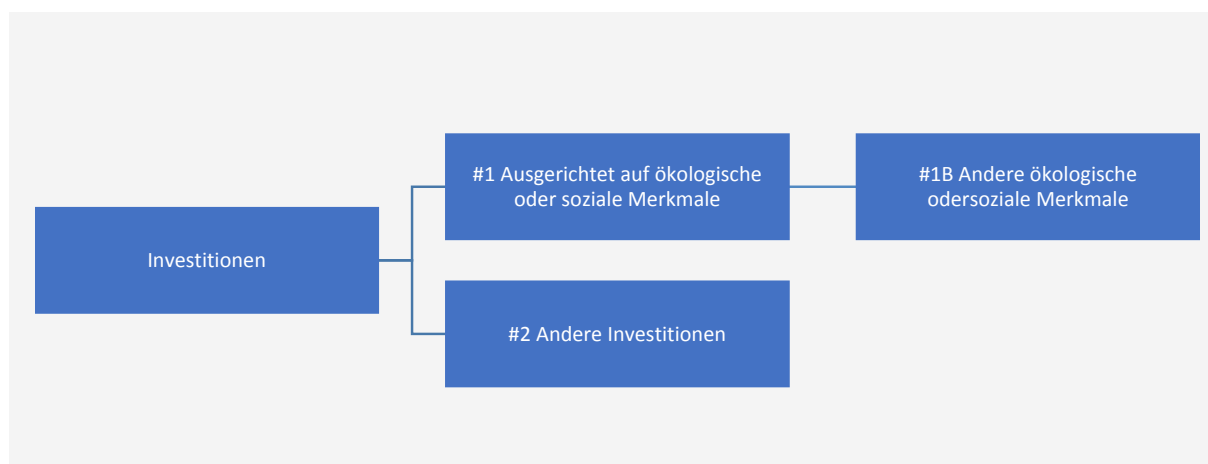 #1 Ausgerichtet auf ökologische
oder soziale Merkmale
#1B Andere ökologische
odersoziale Merkmale
Investitionen
#2 Andere Investitionen